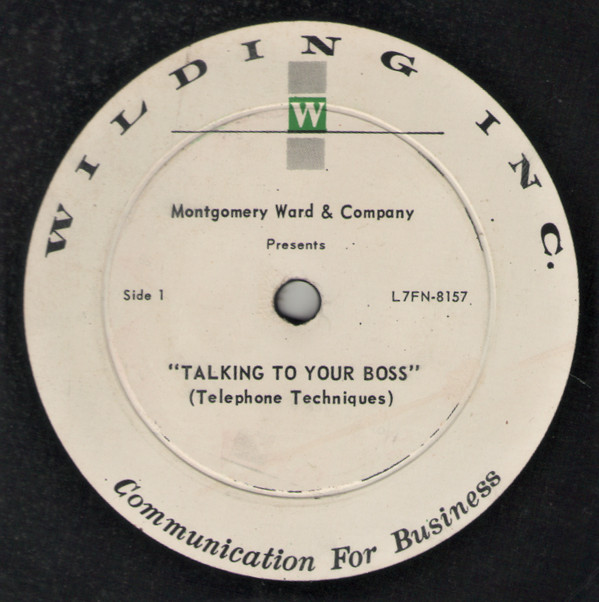 WILDING INC.
W
Montgomery Ward & Company
Presents
Side 1
L7FN-8157
"TALKING TO YOUR BOSS"
(Telephone Techniques)
Communication For Business